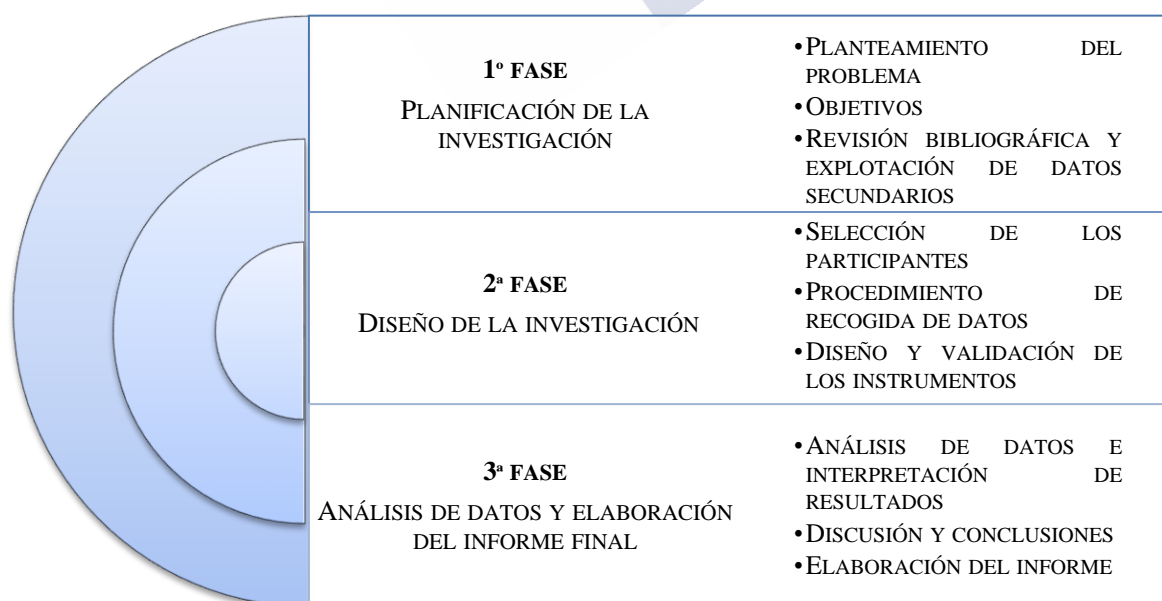 1º FASE
PLANIFICACIÓN DE LA
INVESTIGACIÓN
•PLANTEAMIENTO DEL
PROBLEMA
•OBJETIVOS
•REVISIÓN BIBLIOGRÁFICA Y
EXPLOTACIÓN DE DATOS
SECUNDARIOS
2ª FASE
DISEÑO DE LA INVESTIGACIÓN
•SELECCIÓN DE LOS
PARTICIPANTES
•PROCEDIMIENTO DE
RECOGIDA DE DATOS
•DISEÑO Y VALIDACIÓN DE
LOS INSTRUMENTOS
3ª FASE
ANÁLISIS DE DATOS Y ELABORACIÓN
DEL INFORME FINAL
•ANÁLISIS DE DATOS E
INTERPRETACIÓN DE
RESULTADOS
•DISCUSIÓN Y CONCLUSIONES
•ELABORACIÓN DEL INFORME